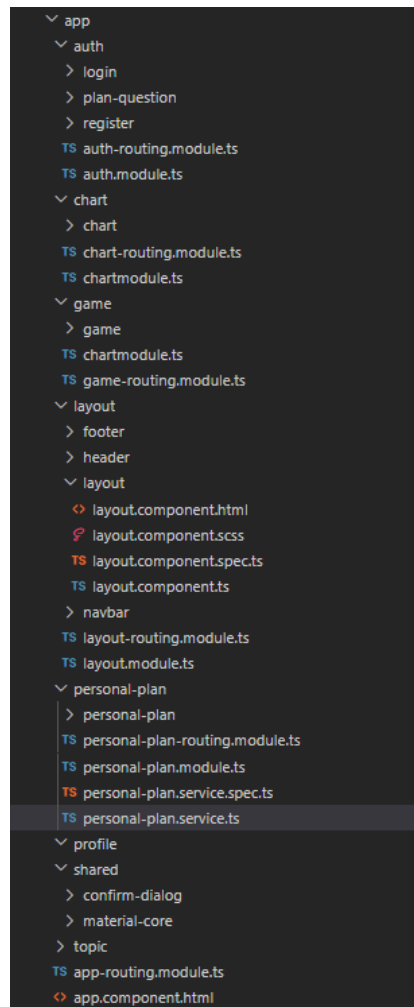 app
auth
login
plan-question
register
TS auth-routing.module.ts
TS auth.module.ts
chart
chart
TS chart-routing.module.ts
TS chartmodule.ts
game
game
TS chartmodule.ts
TS game-routing.module.ts
layout
footer
header
layout
<> layout.component.html
layout.component.scss
TS layout.component.spec.ts
TS layout.component.ts
navbar
TS layout-routing.module.ts
TS layout.module.ts
personal-plan
personal-plan
TS personal-plan-routing.module.ts
TS personal-plan.module.ts
TS personal-plan.service.spec.ts
TS personal-plan.service.ts
profile
shared
confirm-dialog
material-core
topic
TS app-routing.module.ts
<> app.component.html